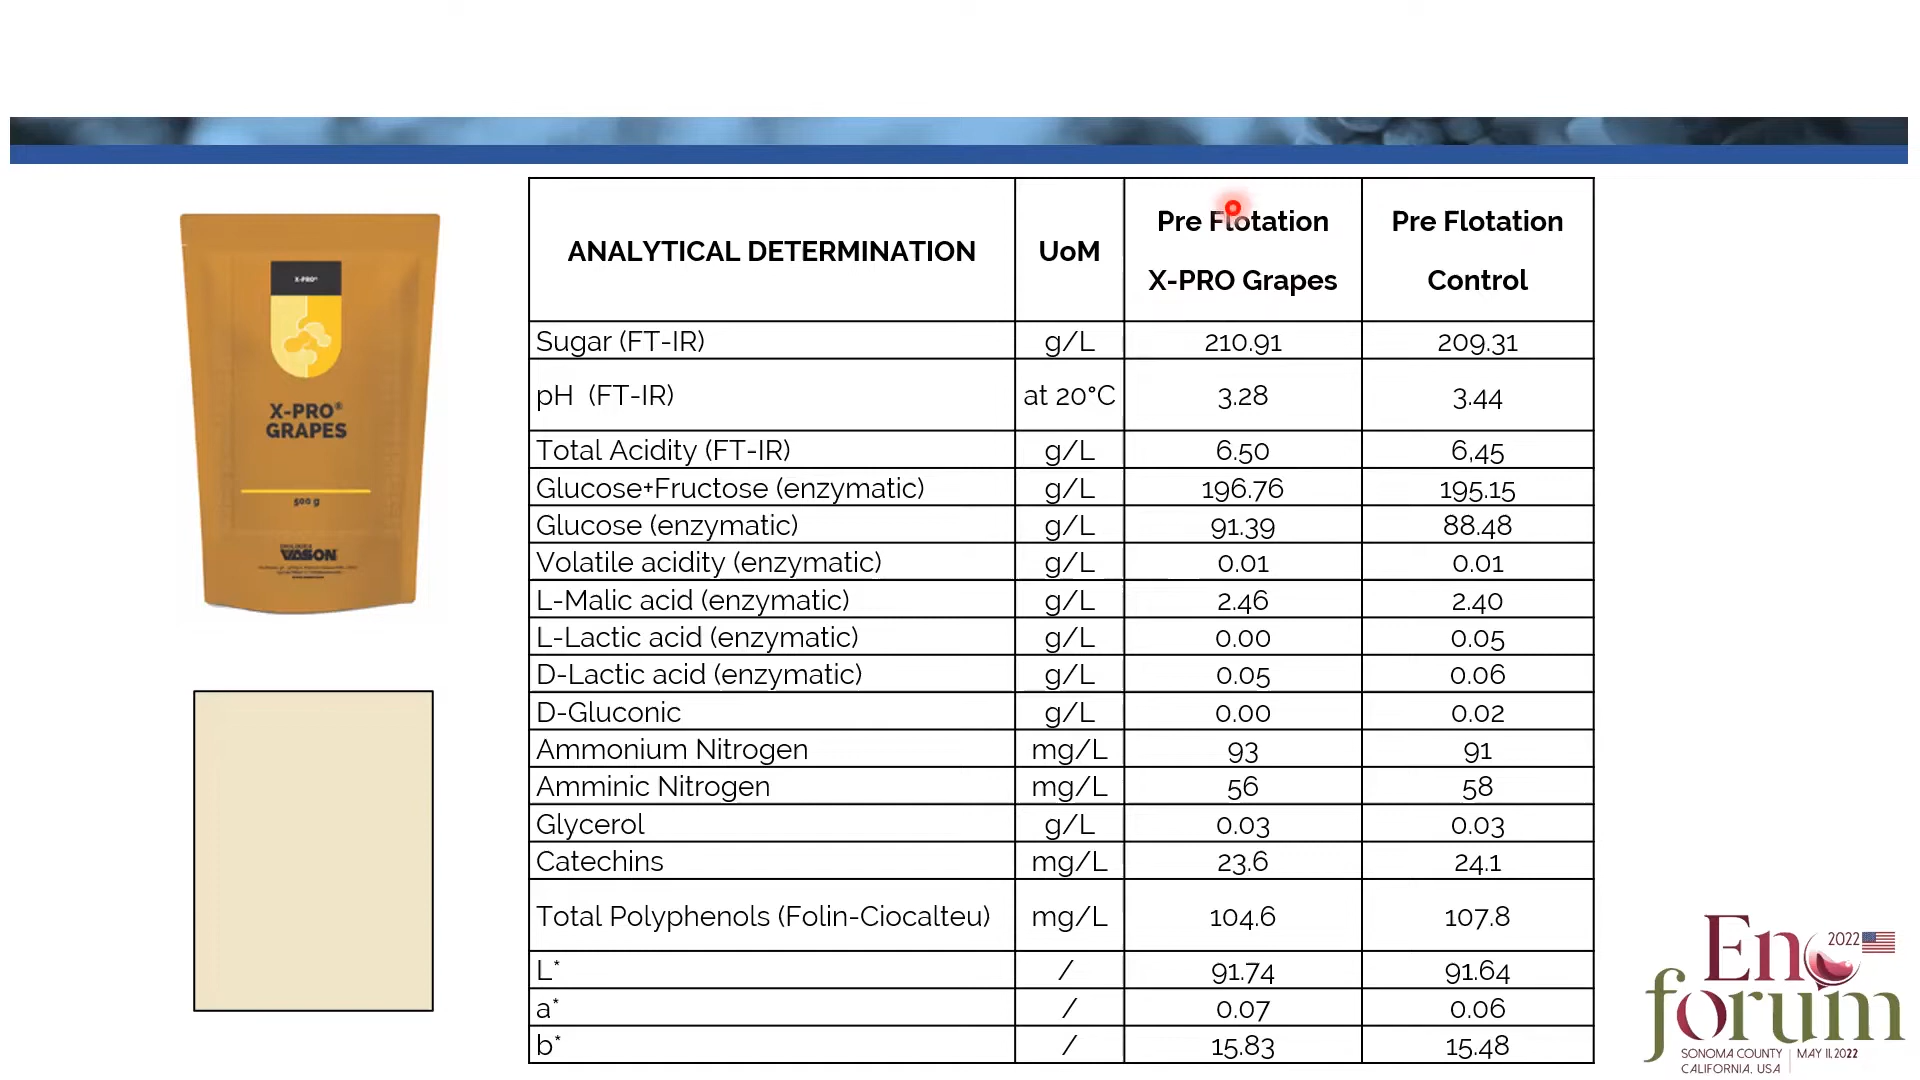 X-PRO®
X-PRO®
GRAPES
500 g
VASON
ANALYTICAL DETERMINATION UoM Pre Flotation X-PRO Grapes Pre Flotation Control
Sugar (FT-IR) g/L 210.91 209.31
pH (FT-IR) at 20°C 3.28 3.44
Total Acidity (FT-IR) g/L 6.50 6,45
Glucose+Fructose (enzymatic) g/L 196.76 195.15
Glucose (enzymatic) g/L 91.39 88.48
Volatile acidity (enzymatic) g/L 0.01 0.01
L-Malic acid (enzymatic) g/L 2.46 2.40
L-Lactic acid (enzymatic) g/L 0.00 0.05
D-Lactic acid (enzymatic) g/L 0.05 0.06
D-Gluconic g/L 0.00 0.02
Ammonium Nitrogen mg/L 93 91
Amminic Nitrogen mg/L 56 58
Glycerol g/L 0.03 0.03
Catechins mg/L 23.6 24.1
Total Polyphenols (Folin-Ciocalteu) mg/L 104.6 107.8
L* / 91.74 91.64
a* / 0.07 0.06
b* / 15.83 15.48
Eno 2022
forum
SONOMA COUNTY | MAY 11, 2022
CALIFORNIA, USA